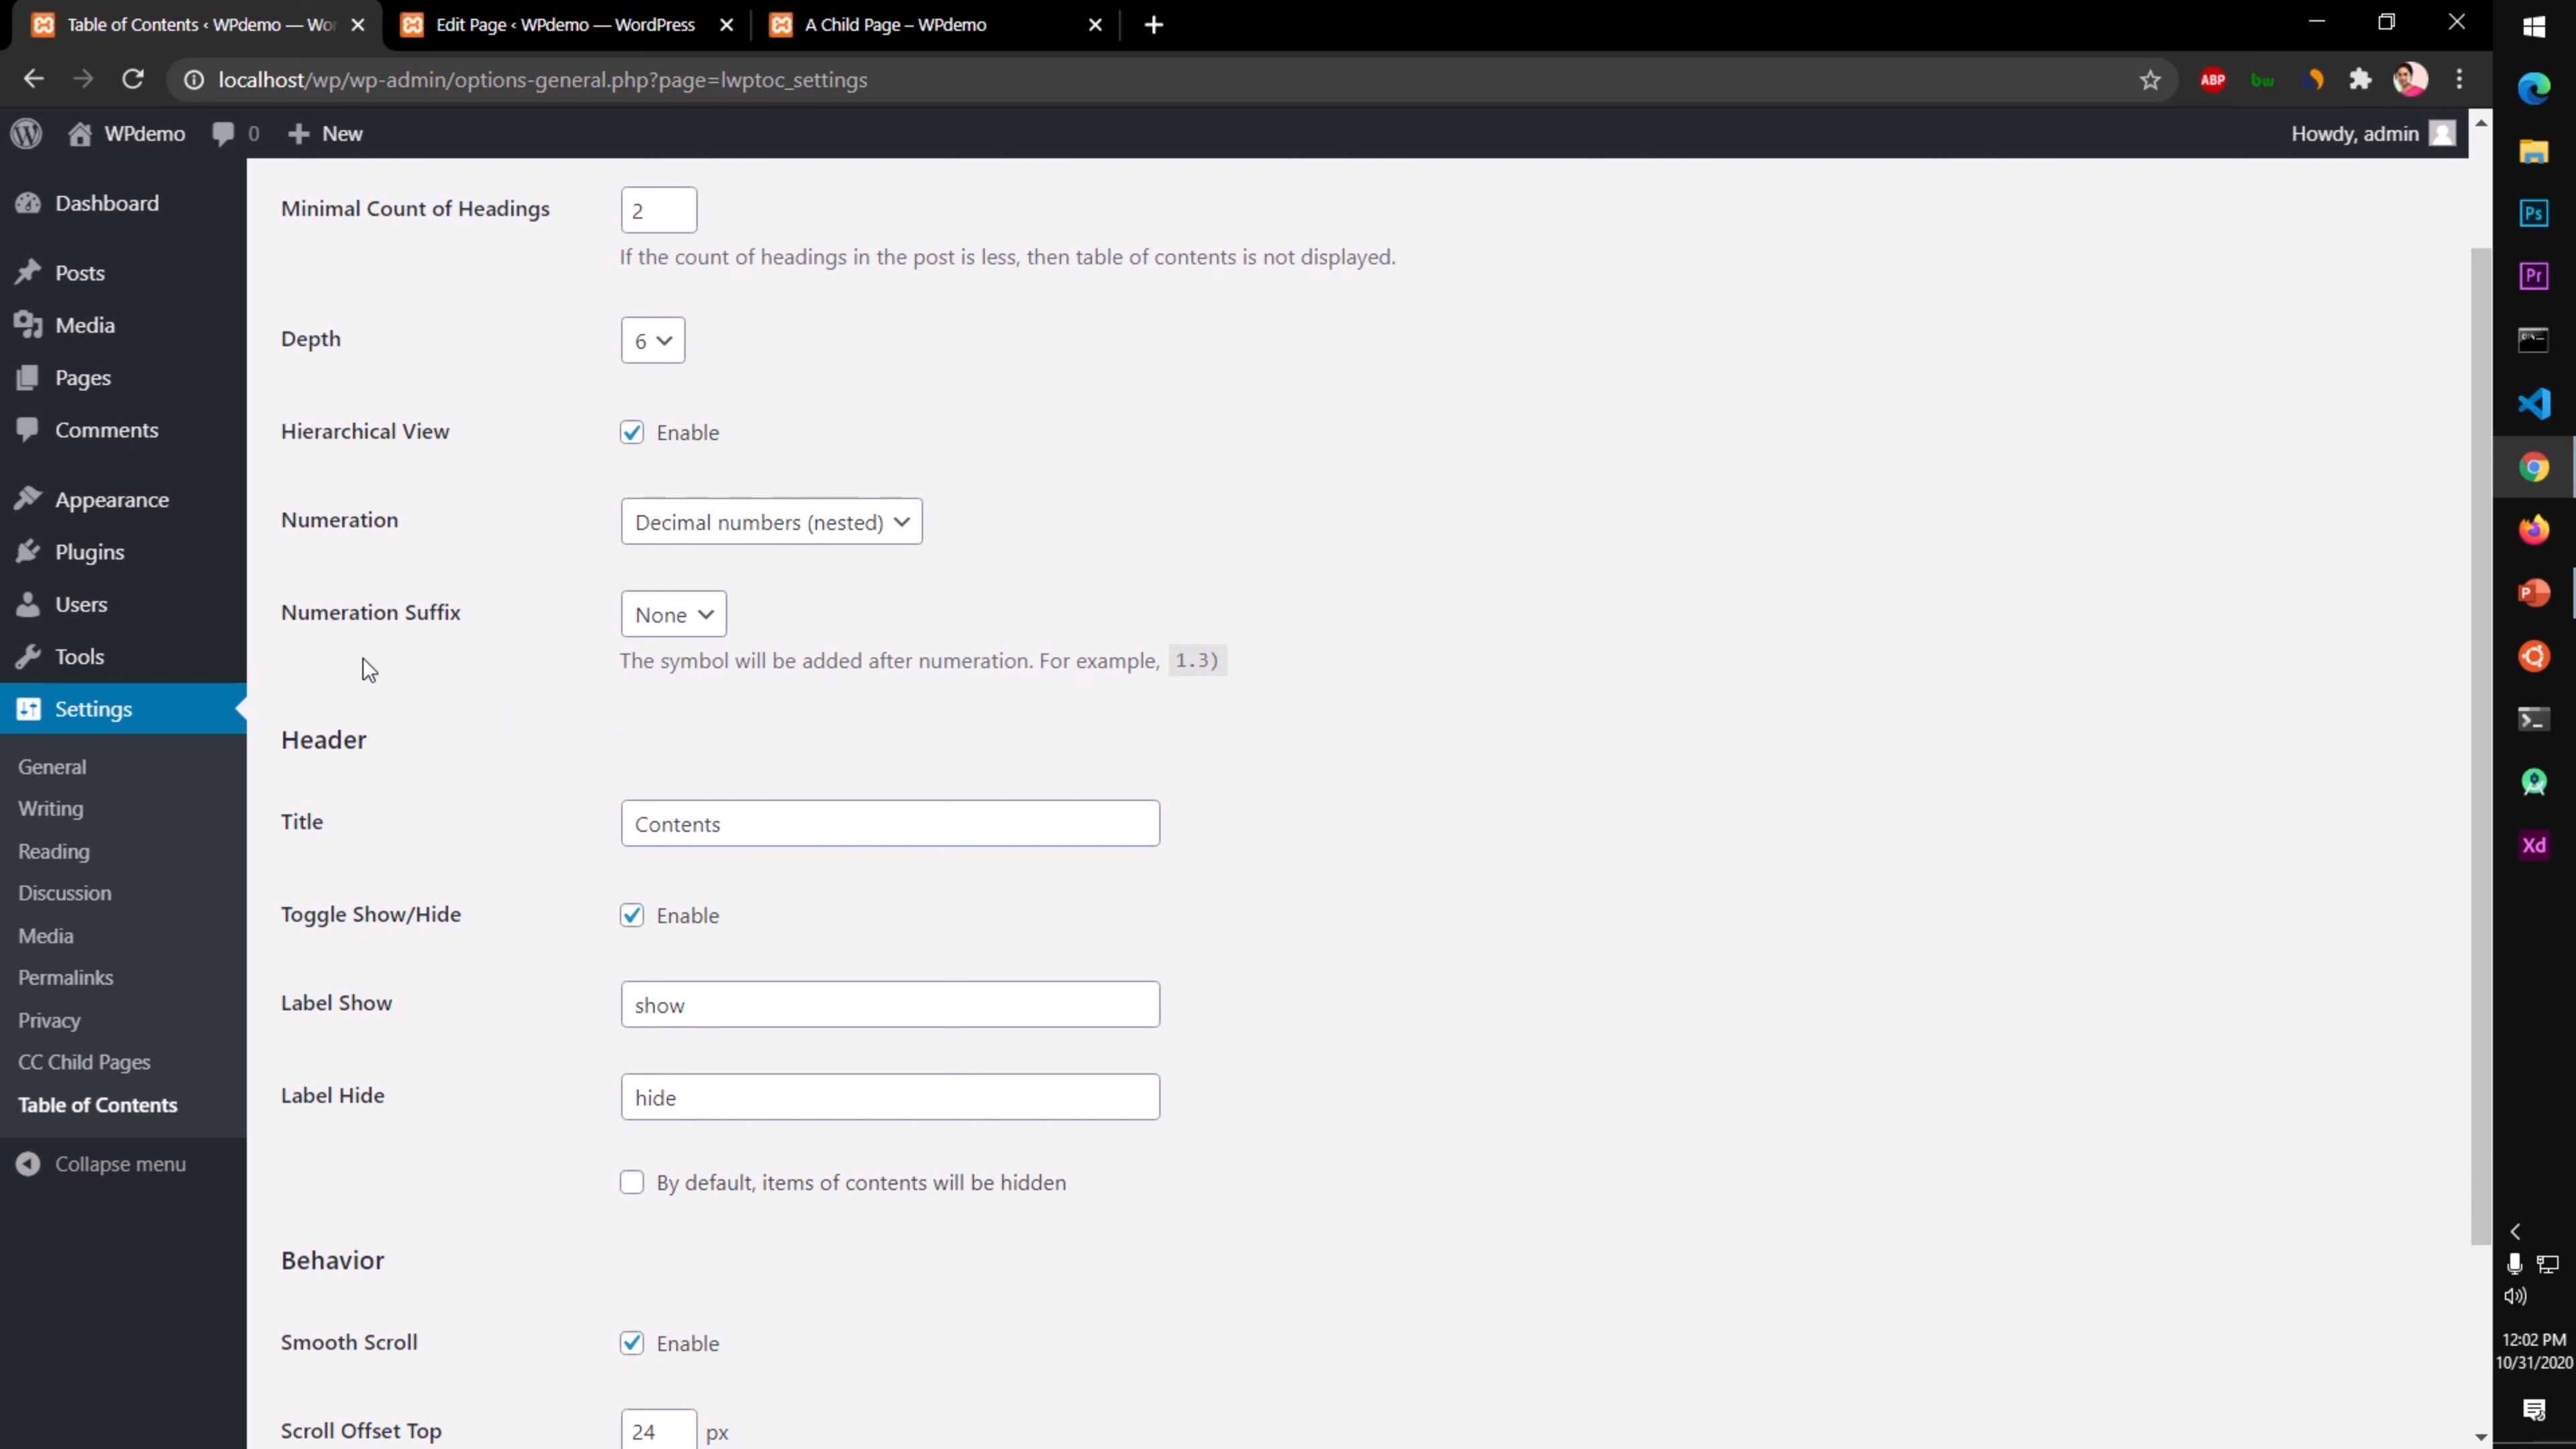 Table of Contents ‹ WPdemo — Wor
Edit Page ‹ WPdemo — WordPress
A Child Page – WPdemo
localhost/wp/wp-admin/options-general.php?page=lwptoc_settings
ABP
bw
WPdemo
0
New
Howdy, admin
Dashboard
Posts
Media
Pages
Comments
Appearance
Plugins
Users
Tools
Settings
General
Writing
Reading
Discussion
Media
Permalinks
Privacy
CC Child Pages
Table of Contents
Collapse menu
Minimal Count of Headings
2
If the count of headings in the post is less, then table of contents is not displayed.
Depth
6
Hierarchical View
Enable
Numeration
Decimal numbers (nested)
Numeration Suffix
None
The symbol will be added after numeration. For example, 1.3)
Header
Title
Contents
Toggle Show/Hide
Enable
Label Show
show
Label Hide
hide
By default, items of contents will be hidden
Behavior
Smooth Scroll
Enable
Scroll Offset Top
24 px
Ps
Pr
P
Xd
12:02 PM
10/31/2020